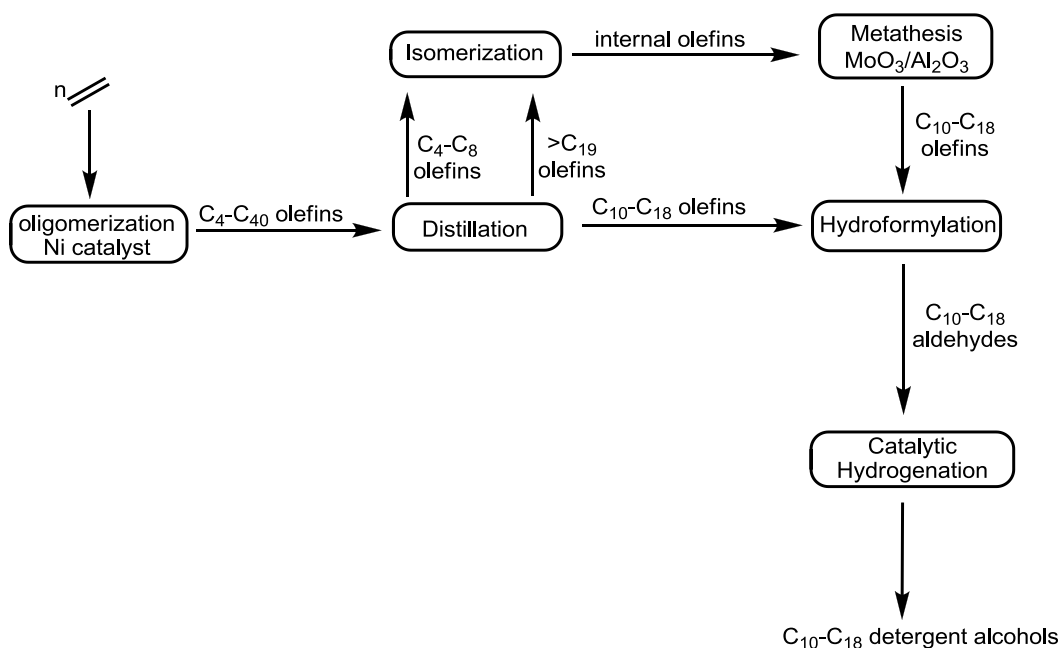 n
oligomerization
Ni catalyst
C₄-C₄₀ olefins
Distillation
C₄-C₈
olefins
>C₁₉
olefins
Isomerization
internal olefins
Metathesis
MoO₃/Al₂O₃
C₁₀-C₁₈
olefins
C₁₀-C₁₈ olefins
Hydroformylation
C₁₀-C₁₈
aldehydes
Catalytic
Hydrogenation
C₁₀-C₁₈ detergent alcohols